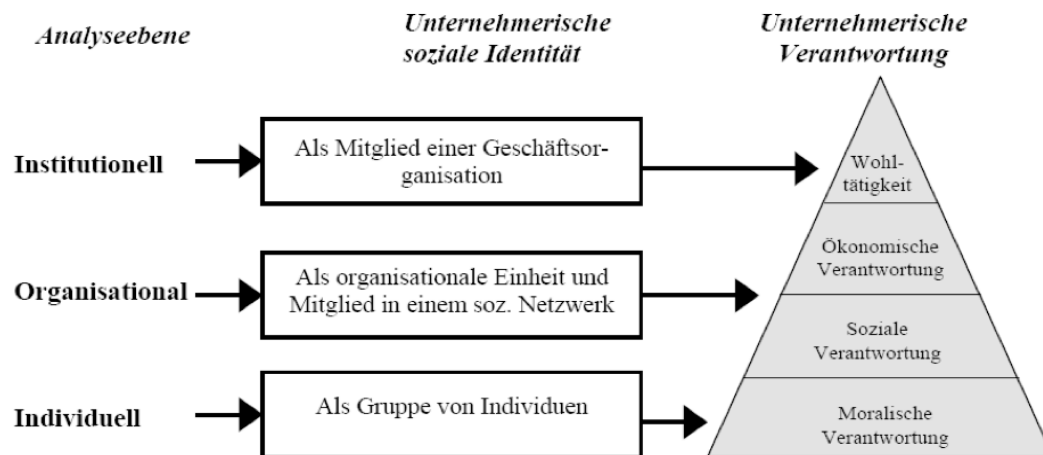 Analyseebene
Unternehmerische
soziale Identität
Unternehmerische
Verantwortung
Institutionell
Als Mitglied einer Geschäftsor-
ganisation
Wohl-
tätigkeit
Organisational
Als organisationale Einheit und
Mitglied in einem soz. Netzwerk
Ökonomische
Verantwortung
Soziale
Verantwortung
Individuell
Als Gruppe von Individuen
Moralische
Verantwortung